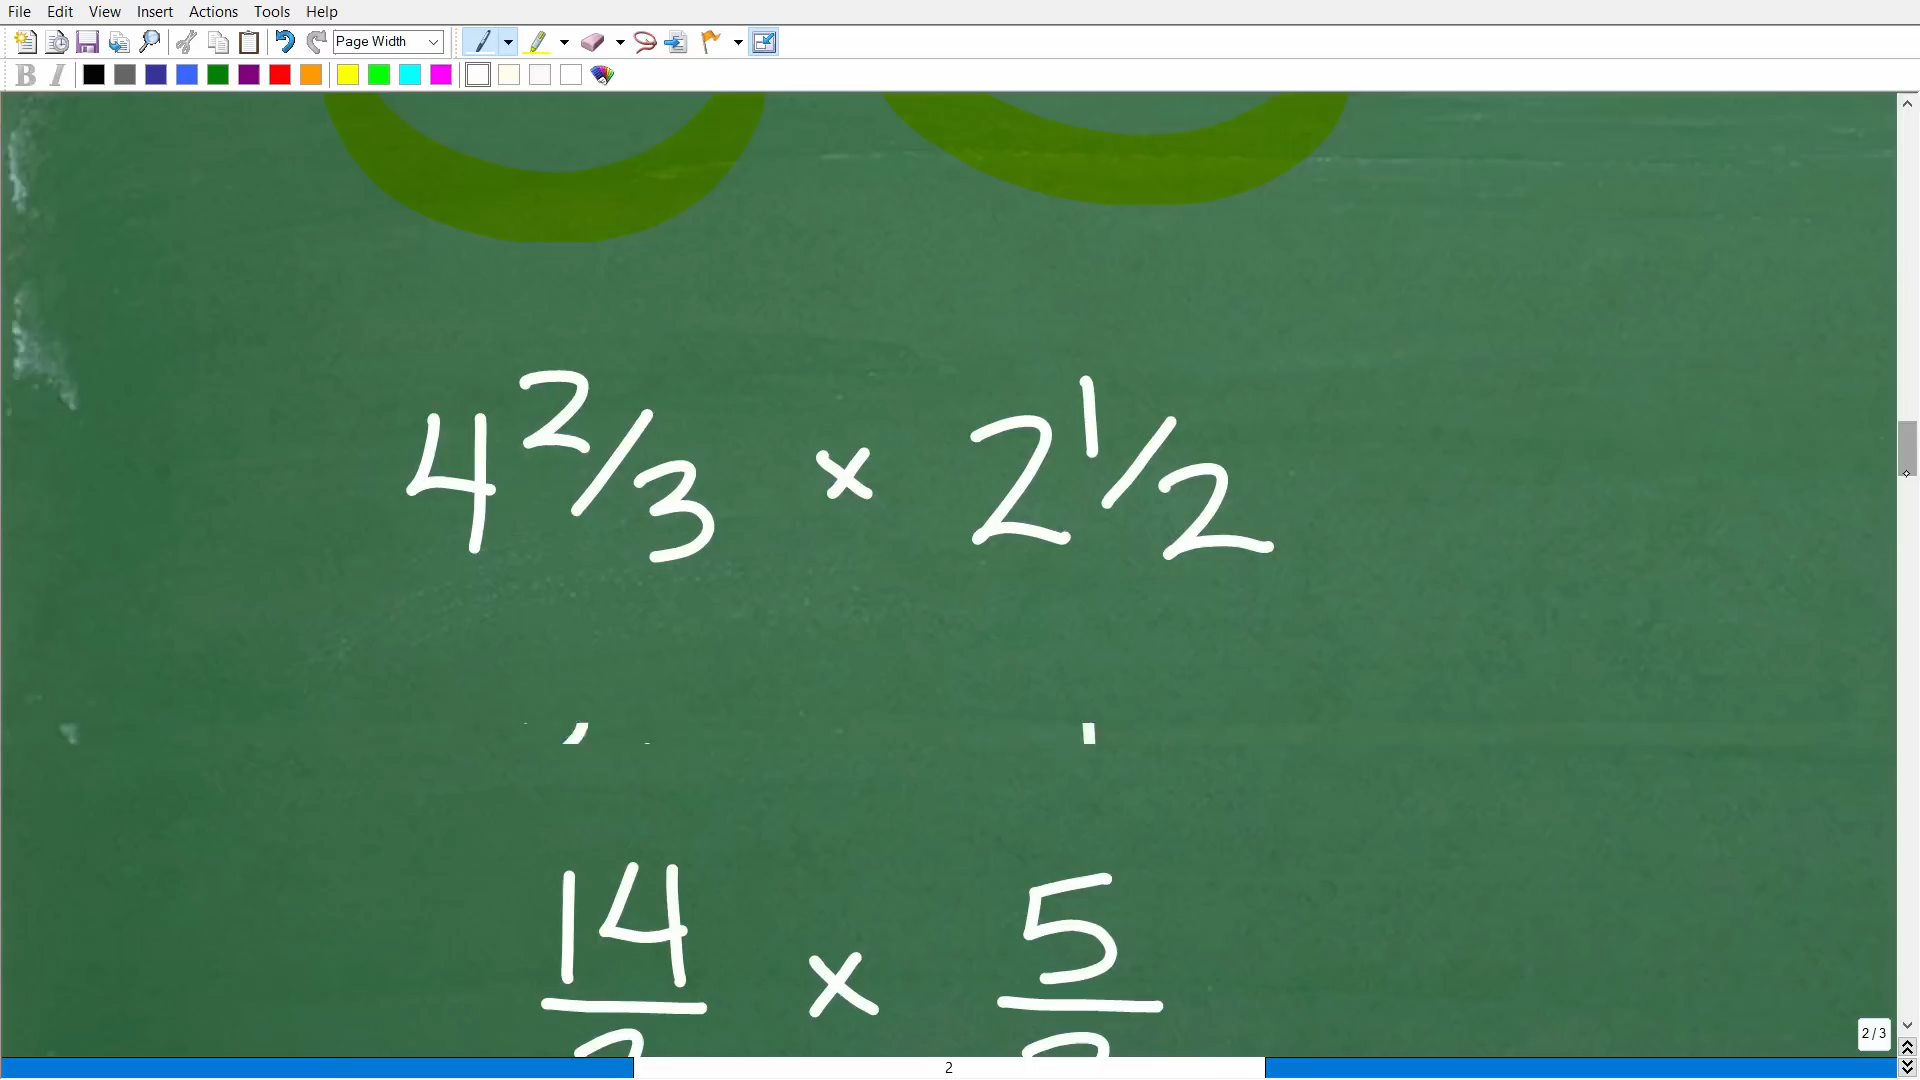 File Edit View Insert Actions Tools Help
Page Width
B I
4 2/3 × 2 1/2
14 × 5
2/3
2